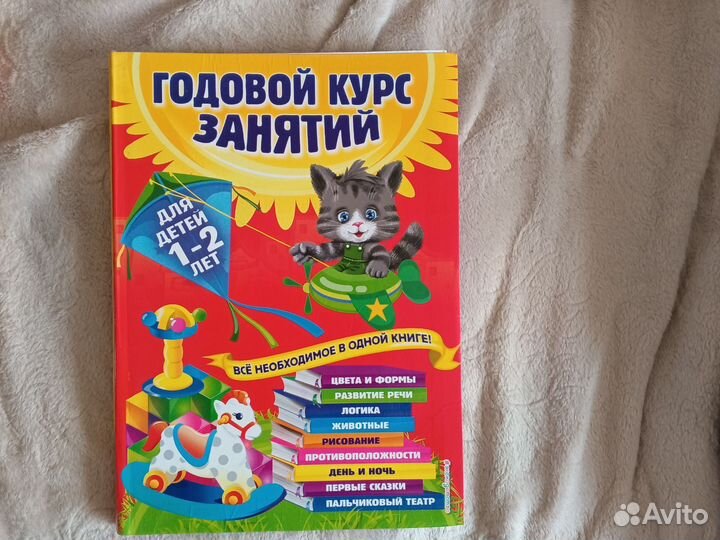 ГОДОВОЙ КУРС
ЗАНЯТИЙ
ДЛЯ
ДЕТЕЙ
1-2
ЛЕТ
ВСЁ НЕОБХОДИМОЕ В ОДНОЙ КНИГЕ!
ЦВЕТА И ФОРМЫ
РАЗВИТИЕ РЕЧИ
ЛОГИКА
ЖИВОТНЫЕ
РИСОВАНИЕ
ПРОТИВОПОЛОЖНОСТИ
ДЕНЬ И НОЧЬ
ПЕРВЫЕ СКАЗКИ
ПАЛЬЧИКОВЫЙ ТЕАТР
Avito